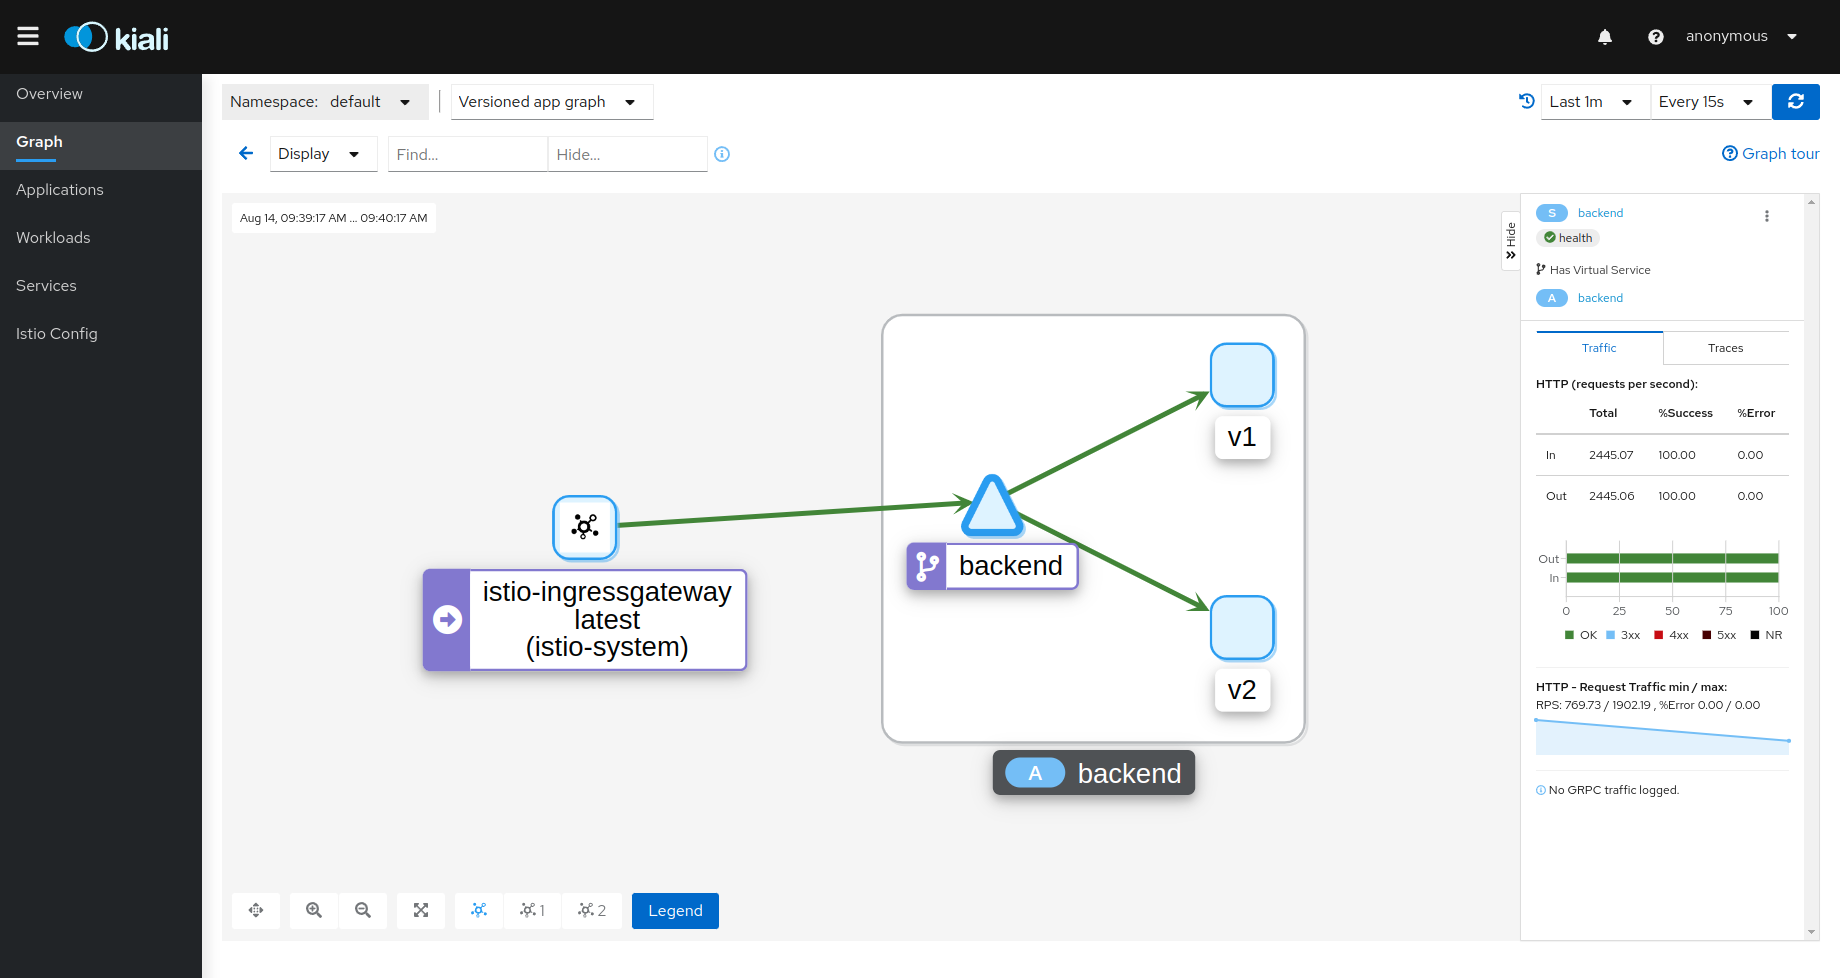 kiali
anonymous
Overview
Graph
Applications
Workloads
Services
Istio Config
Namespace: default
Versioned app graph
Last 1m
Every 15s
Display
Find...
Hide...
Graph tour
Aug 14, 09:39:17 AM ... 09:40:17 AM
Hide
v1
backend
istio-ingressgateway
latest
(istio-system)
v2
A backend
1
2
Legend
S backend
health
Has Virtual Service
A backend
Traffic Traces
HTTP (requests per second):
Total %Success %Error
In 2445.07 100.00 0.00
Out 2445.06 100.00 0.00
Out
In
0 25 50 75 100
OK 3xx 4xx 5xx NR
HTTP - Request Traffic min / max:
RPS: 769.73 / 1902.19 , %Error 0.00 / 0.00
No GRPC traffic logged.